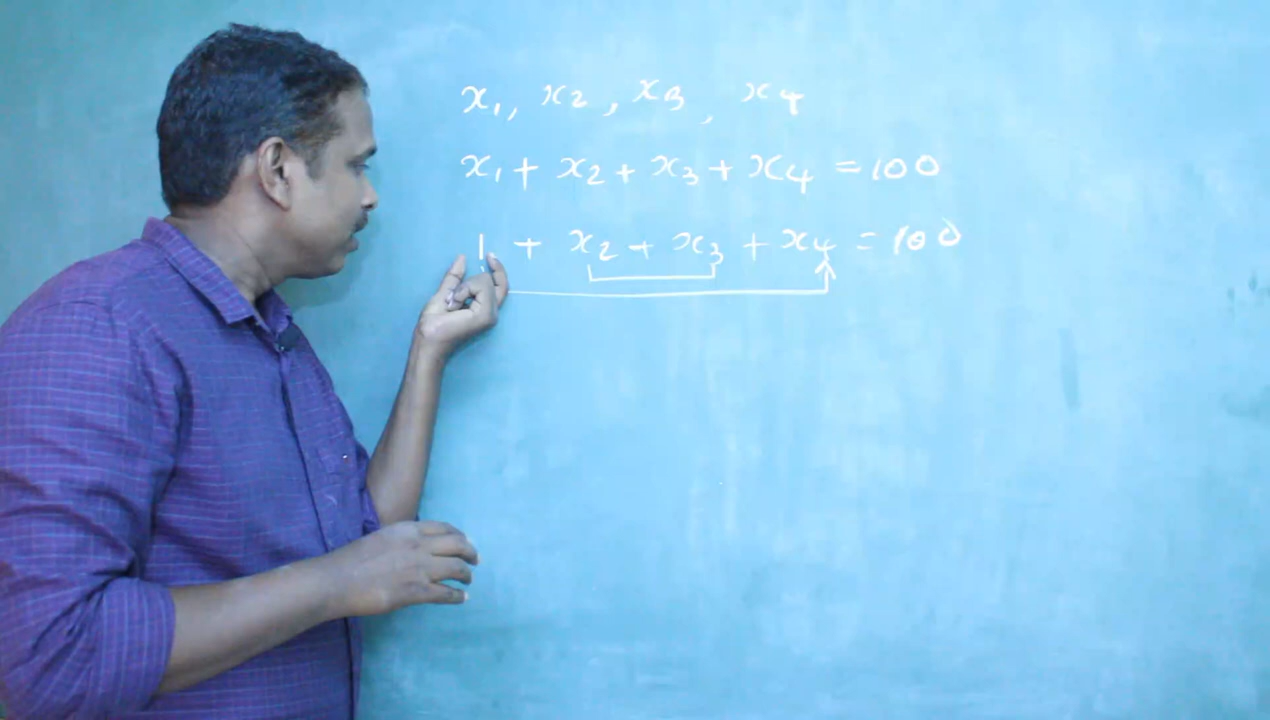 x₁, x₂, x₃, x₄
x₁ + x₂ + x₃ + x₄ = 100
1 + x₂ + x₃ + x₄ = 100